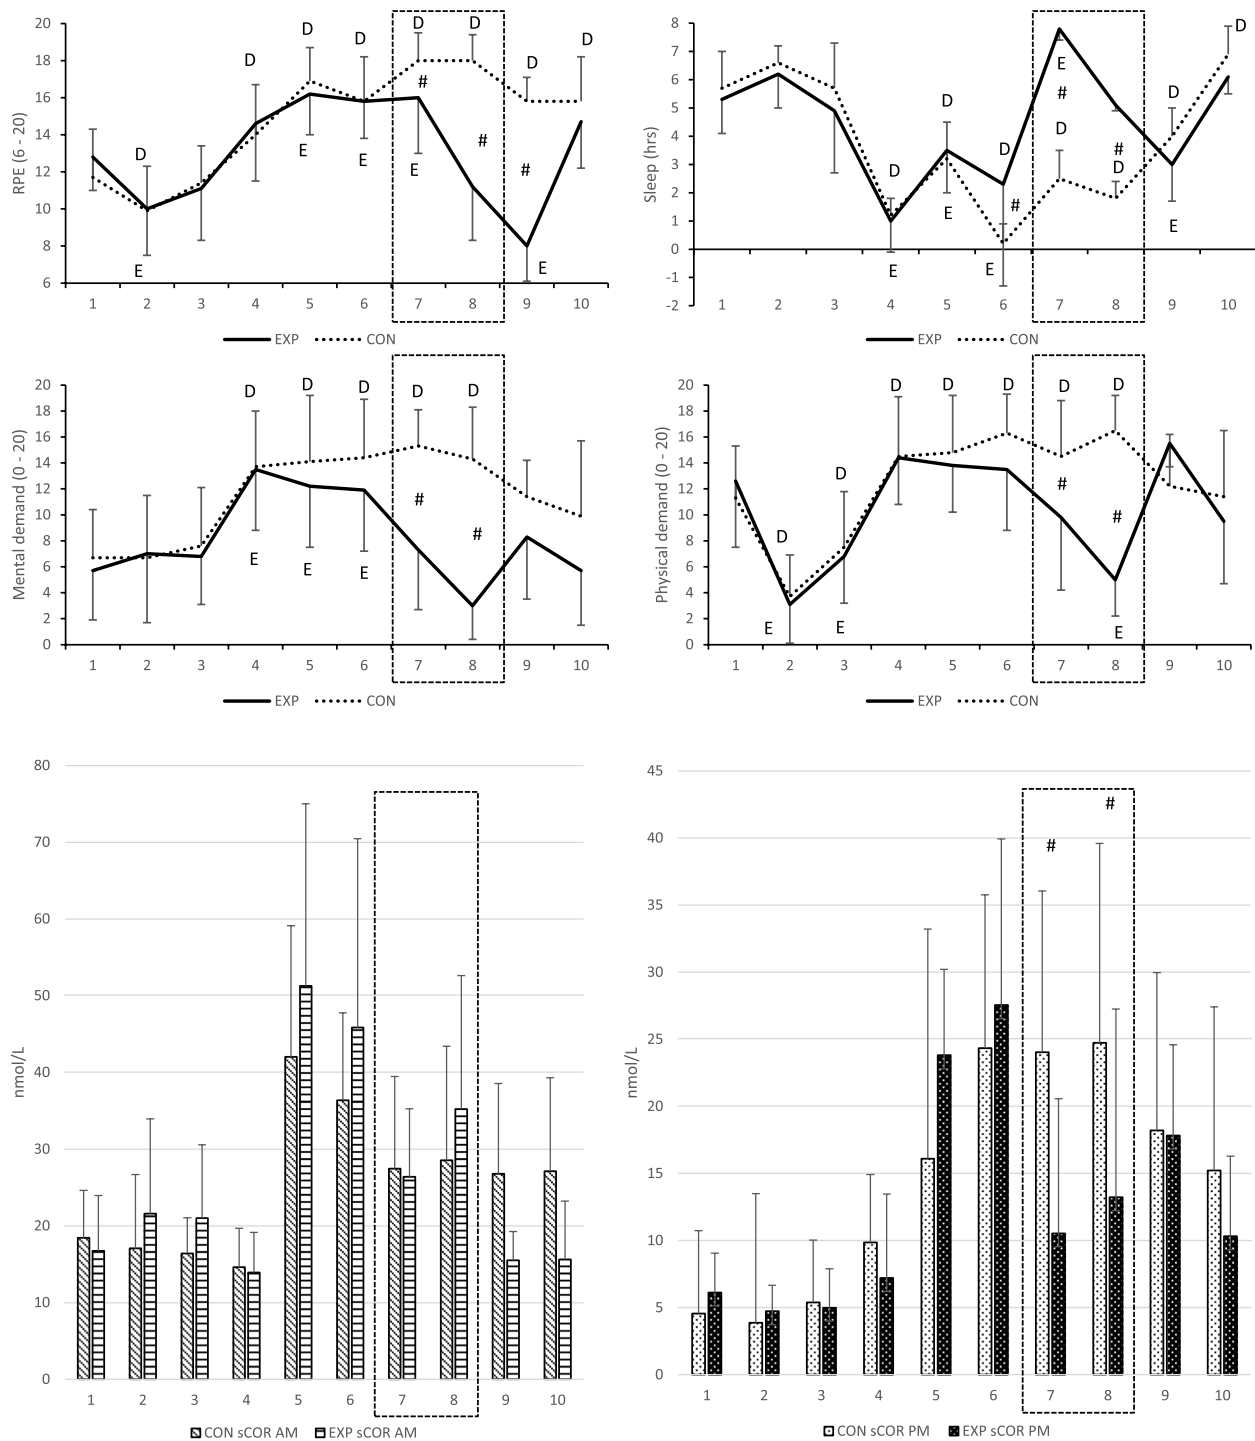 RPE (6 - 20)
20
18
16
14
12
10
8
6
D
D
D
D
D
D
D
D
#
#
#
E
E
E
E
E
1 2 3 4 5 6 7 8 9 10
EXP CON
Sleep (hrs)
8
7
6
5
4
3
2
1
0
-1
-2
D
E
#
D
D
D
D
#
D
D
#
E
E
E
E
1 2 3 4 5 6 7 8 9 10
EXP CON
Mental demand (0 - 20)
20
18
16
14
12
10
8
6
4
2
0
D
D
D
D
D
#
#
E
E
E
1 2 3 4 5 6 7 8 9 10
EXP CON
Physical demand (0 - 20)
20
18
16
14
12
10
8
6
4
2
0
D
D
D
D
D
D
D
#
#
E
E
E
1 2 3 4 5 6 7 8 9 10
EXP CON
nmol/L
80
70
60
50
40
30
20
10
0
1 2 3 4 5 6 7 8 9 10
CON sCOR AM EXP sCOR AM
nmol/L
45
40
35
30
25
20
15
10
5
0
#
#
1 2 3 4 5 6 7 8 9 10
CON sCOR PM EXP sCOR PM